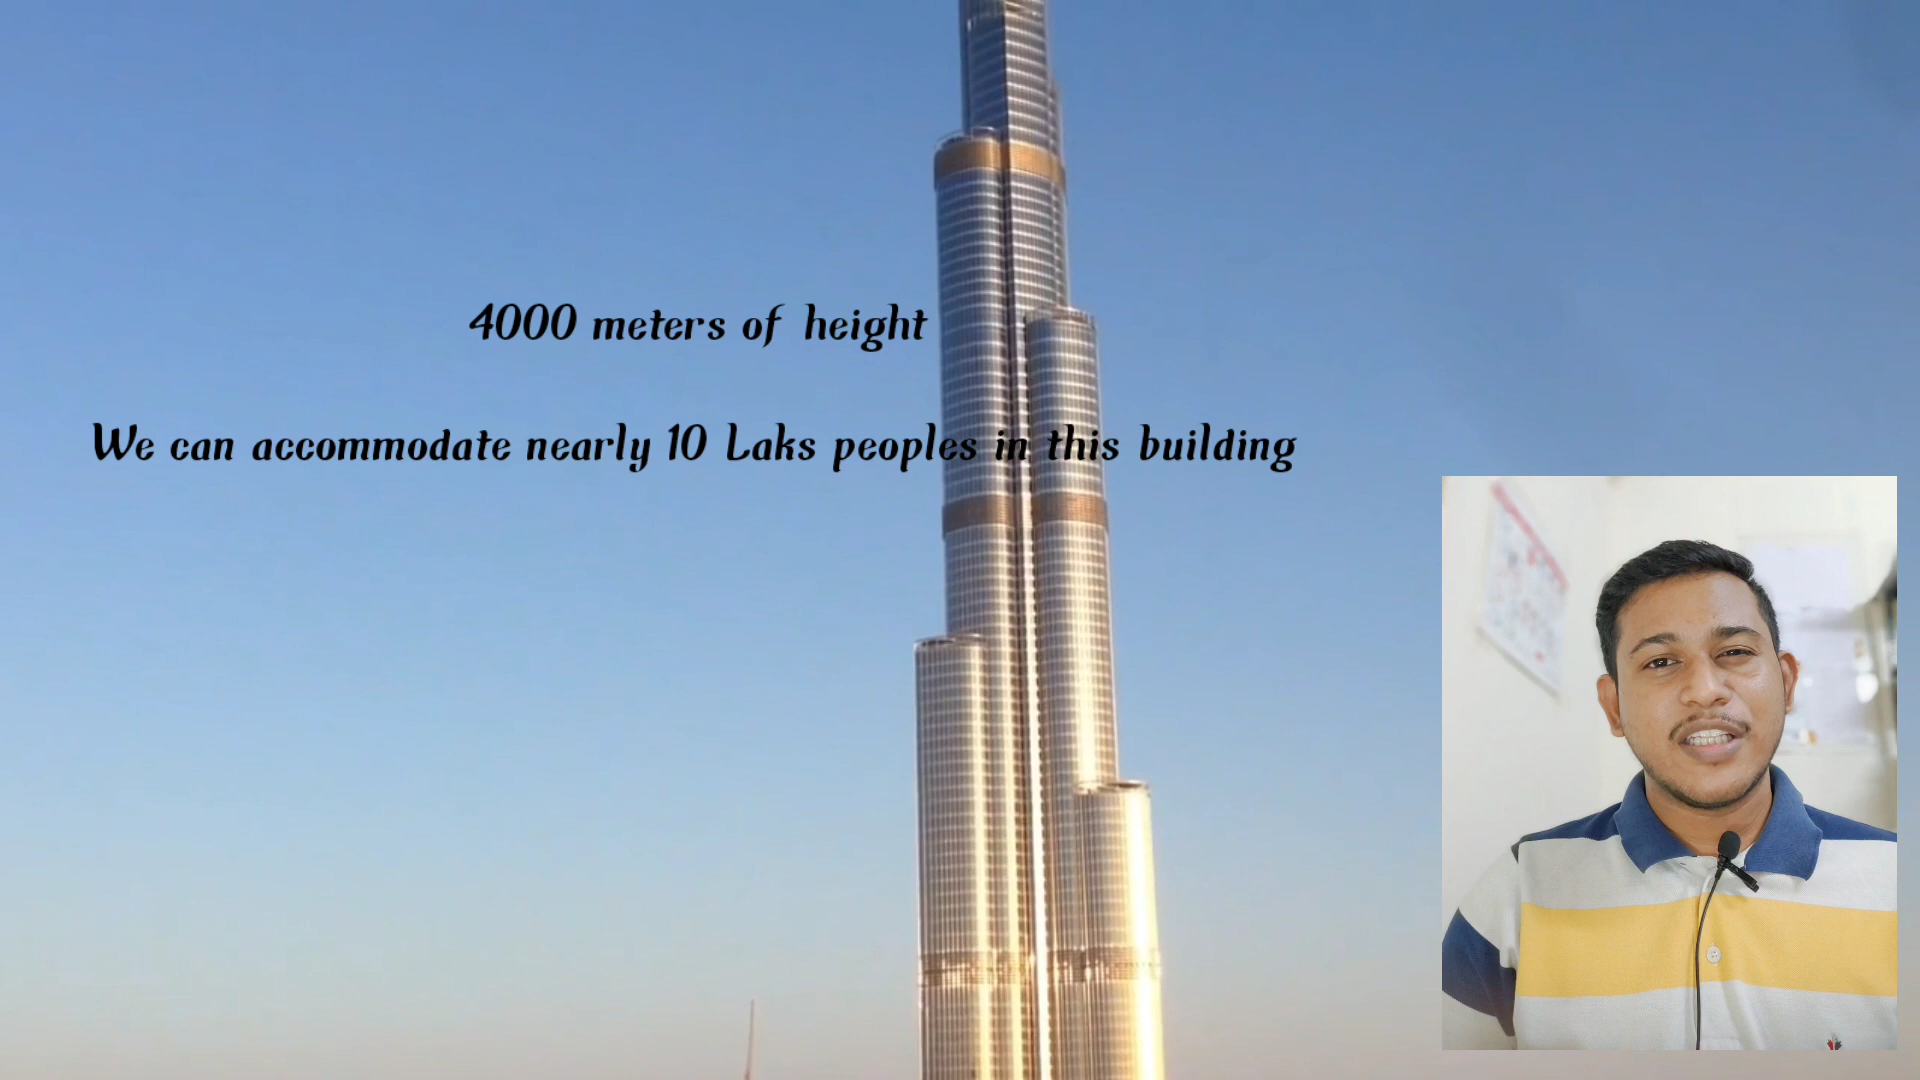 4000 meters of height
We can accommodate nearly 10 Laks peoples in this building